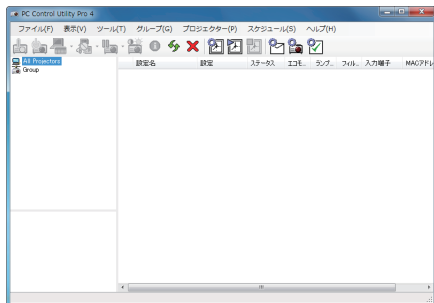 PC Control Utility Pro 4
ファイル(F) 表示(V) ツール(T) グループ(G) プロジェクター(P) スケジュール(S) ヘルプ(H)
All Projectors
Group
設定名 設定 ステータス エコモ... ランプ... フィル... 入力端子 MACアドレ